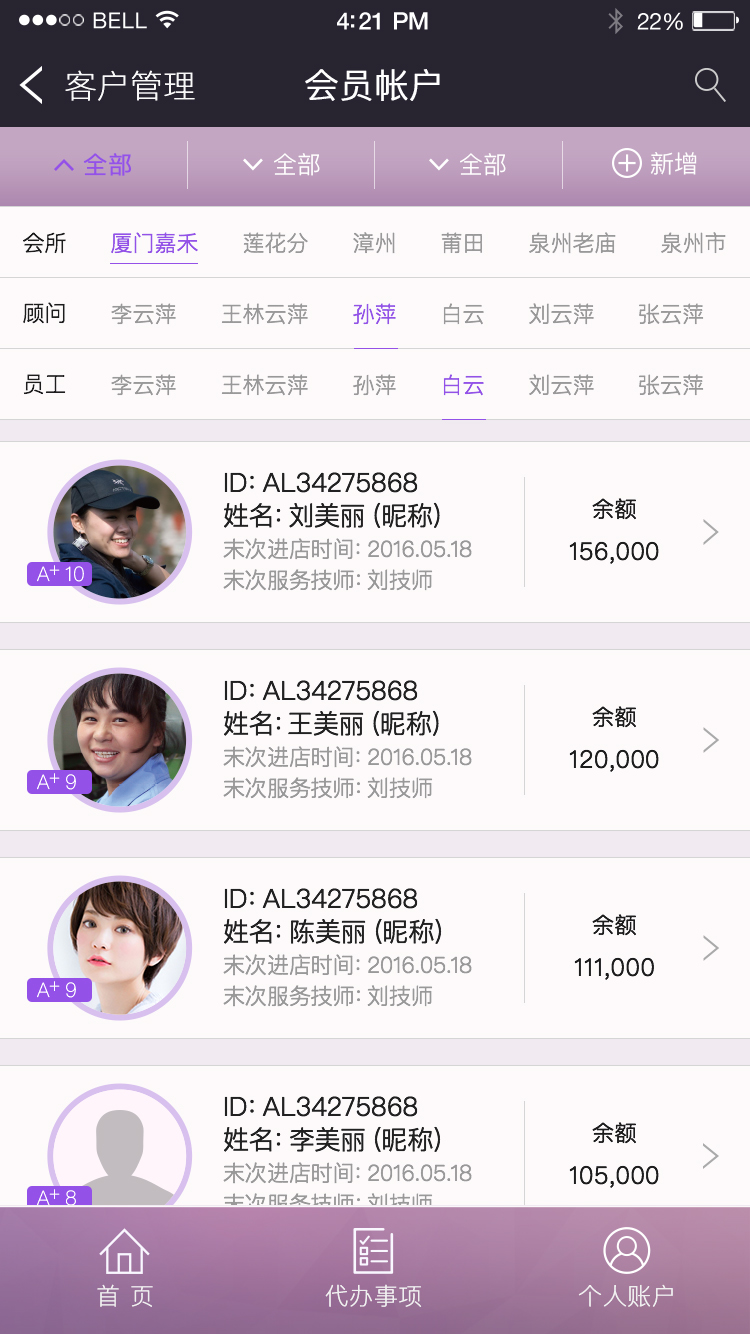 BELL 4:21 PM 22%
客户管理 会员帐户
全部 全部 全部 新增
会所 厦门嘉禾 莲花分 漳州 莆田 泉州老庙 泉州市
顾问 李云萍 王林云萍 孙萍 白云 刘云萍 张云萍
员工 李云萍 王林云萍 孙萍 白云 刘云萍 张云萍
ID: AL34275868
姓名: 刘美丽 (昵称)
末次进店时间: 2016.05.18
末次服务技师: 刘技师
A+ 10
余额
156,000
ID: AL34275868
姓名: 王美丽 (昵称)
末次进店时间: 2016.05.18
末次服务技师: 刘技师
A+ 9
余额
120,000
ID: AL34275868
姓名: 陈美丽 (昵称)
末次进店时间: 2016.05.18
末次服务技师: 刘技师
A+ 9
余额
111,000
ID: AL34275868
姓名: 李美丽 (昵称)
末次进店时间: 2016.05.18
末次服务技师: 刘技师
A+ 8
余额
105,000
首 页 代办事项 个人账户